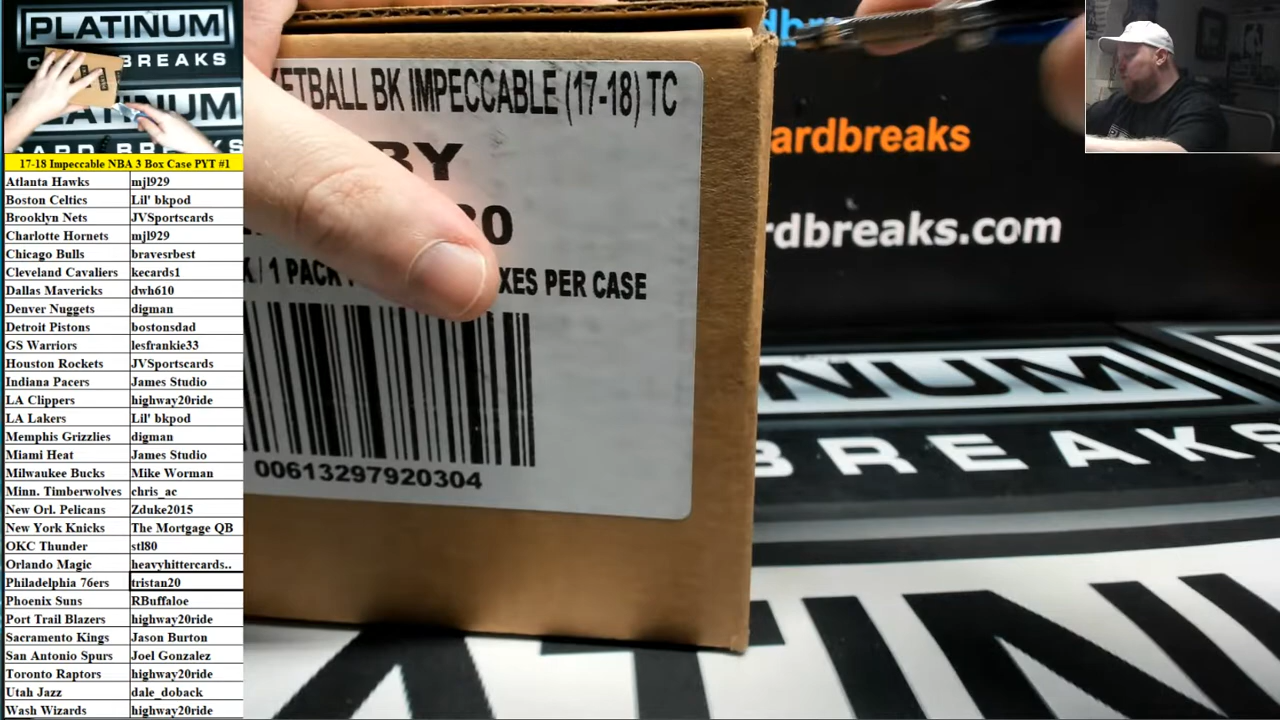 PLATINUM
BREAKS
17-18 Impeccable NBA 3 Box Case PYT #1
Atlanta Hawks mjl929
Boston Celtics Lil' bkpod
Brooklyn Nets JVSportscards
Charlotte Hornets mjl929
Chicago Bulls bravesrbest
Cleveland Cavaliers kecards1
Dallas Mavericks dwh610
Denver Nuggets digman
Detroit Pistons bostonsdad
GS Warriors lesfrankie33
Houston Rockets JVSportscards
Indiana Pacers James Studio
LA Clippers highway20ride
LA Lakers Lil' bkpod
Memphis Grizzlies digman
Miami Heat James Studio
Milwaukee Bucks Mike Worman
Minn. Timberwolves chris_ac
New Orl. Pelicans Zduke2015
New York Knicks The Mortgage QB
OKC Thunder stl80
Orlando Magic heavyhittercards..
Philadelphia 76ers tristan20
Phoenix Suns RBuffaloe
Port Trail Blazers highway20ride
Sacramento Kings Jason Burton
San Antonio Spurs Joel Gonzalez
Toronto Raptors highway20ride
Utah Jazz dale_doback
Wash Wizards highway20ride
ETBALL BK IMPECCABLE (17-18) TC
BY
/ 1 PACK
XES PER CASE
00613297920304
ardbreaks
rdbreaks.com
NUM
BREAKS
ATIN